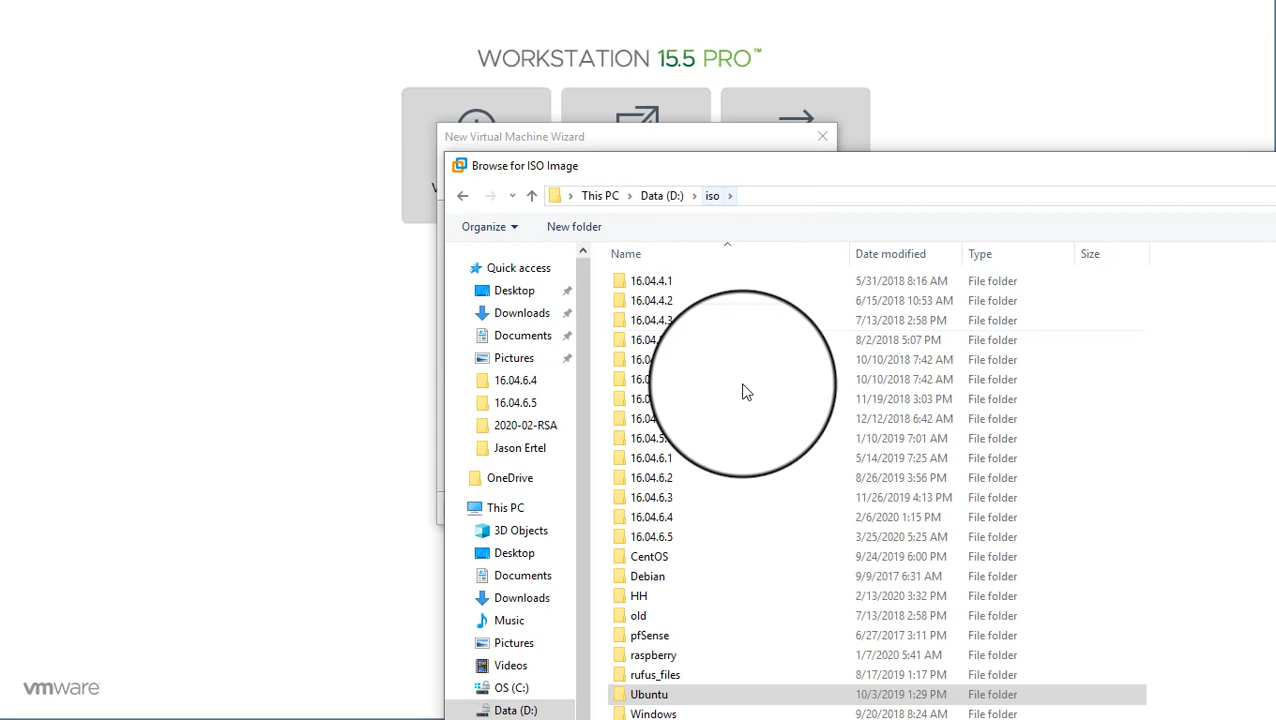 WORKSTATION 15.5 PRO™
New Virtual Machine Wizard
Browse for ISO Image
This PC > Data (D:) > iso >
Organize New folder
Name Date modified Type Size
Quick access
Desktop
Downloads
Documents
Pictures
16.04.6.4
16.04.6.5
2020-02-RSA
Jason Ertel
OneDrive
This PC
3D Objects
Desktop
Documents
Downloads
Music
Pictures
Videos
OS (C:)
Data (D:)
16.04.4.1 5/31/2018 8:16 AM File folder
16.04.4.2 6/15/2018 10:53 AM File folder
16.04.4.3 7/13/2018 2:58 PM File folder
16.04. 8/2/2018 5:07 PM File folder
16.04 10/10/2018 7:42 AM File folder
16.0 10/10/2018 7:42 AM File folder
16.0 11/19/2018 3:03 PM File folder
16.04 12/12/2018 6:42 AM File folder
16.04.5. 1/10/2019 7:01 AM File folder
16.04.6.1 5/14/2019 7:25 AM File folder
16.04.6.2 8/26/2019 3:56 PM File folder
16.04.6.3 11/26/2019 4:13 PM File folder
16.04.6.4 2/6/2020 1:15 PM File folder
16.04.6.5 3/25/2020 5:25 AM File folder
CentOS 9/24/2019 6:00 PM File folder
Debian 9/9/2017 6:31 AM File folder
HH 2/13/2020 3:32 PM File folder
old 7/13/2018 2:58 PM File folder
pfSense 6/27/2017 3:11 PM File folder
raspberry 1/7/2020 5:41 AM File folder
rufus_files 8/17/2019 1:17 PM File folder
Ubuntu 10/3/2019 1:29 PM File folder
Windows 9/20/2018 8:24 AM File folder
vmware